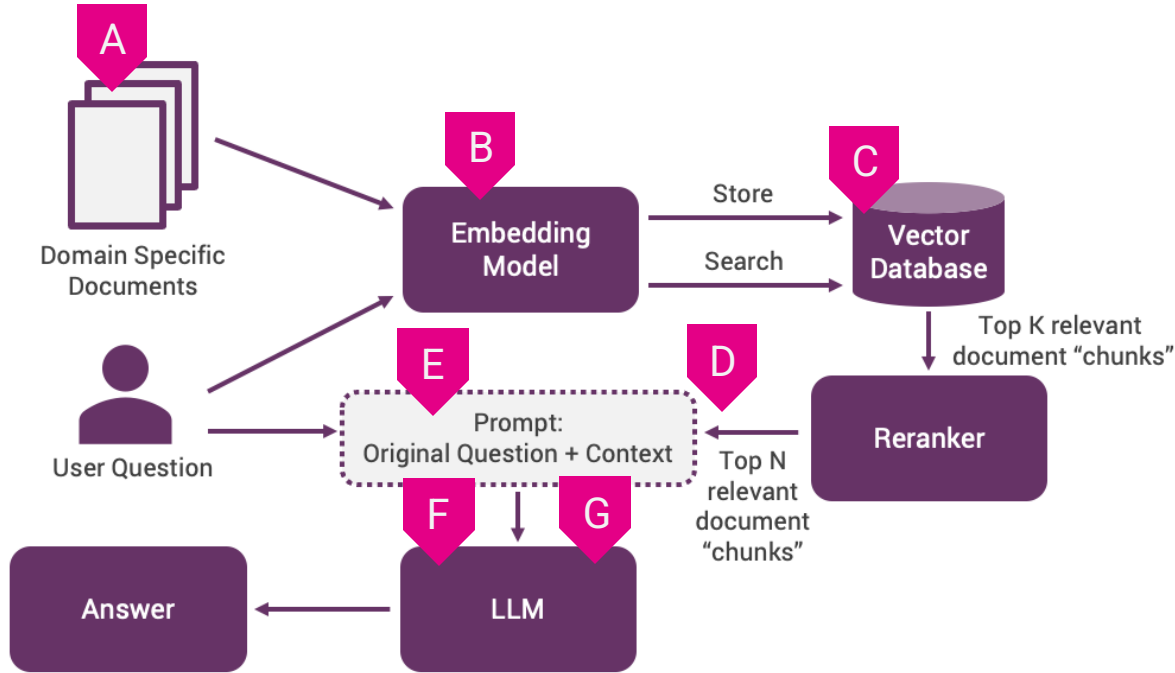 A
B
C
Store
Embedding
Model
Vector
Database
Search
Domain Specific
Documents
Top K relevant
document “chunks”
E
D
Prompt:
Original Question + Context
Reranker
User Question
Top N
relevant
document
“chunks”
F
G
Answer
LLM